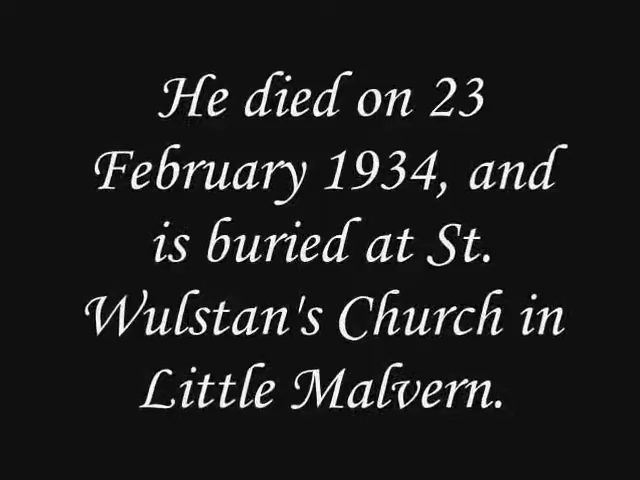 He died on 23
February 1934, and
is buried at St.
Wulstan's Church in
Little Malvern.